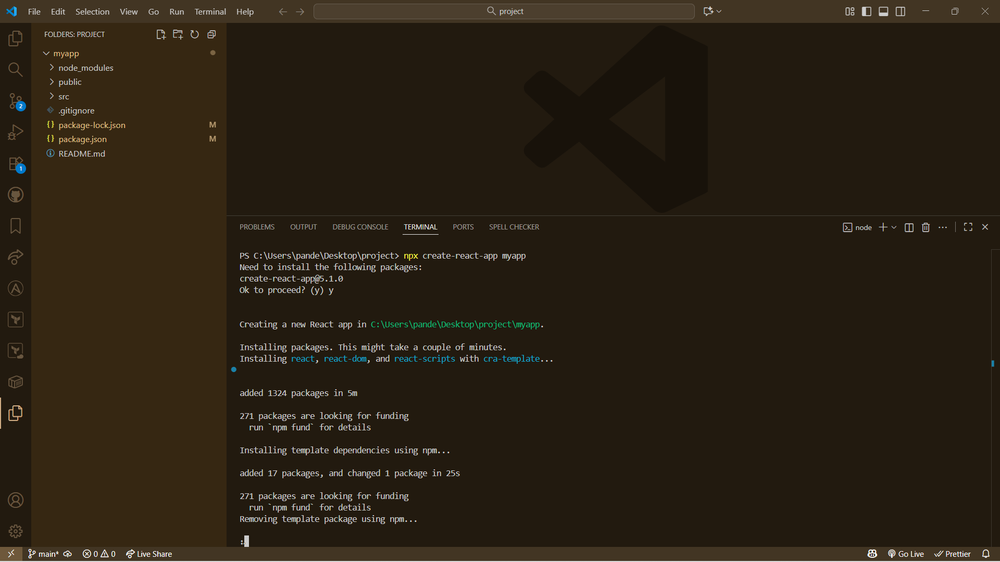 File Edit Selection View Go Run Terminal Help
project
FOLDERS: PROJECT
myapp
node_modules
public
src
2
.gitignore
package-lock.json M
package.json M
README.md
1
PROBLEMS OUTPUT DEBUG CONSOLE TERMINAL PORTS SPELL CHECKER
node
PS C:\Users\pande\Desktop\project> npx create-react-app myapp
Need to install the following packages:
create-react-app@5.1.0
Ok to proceed? (y) y
Creating a new React app in C:\Users\pande\Desktop\project\myapp.
Installing packages. This might take a couple of minutes.
Installing react, react-dom, and react-scripts with cra-template...
added 1324 packages in 5m
271 packages are looking for funding
run `npm fund` for details
Installing template dependencies using npm...
added 17 packages, and changed 1 package in 25s
271 packages are looking for funding
run `npm fund` for details
Removing template package using npm...
main* 0 0 Live Share
Go Live Prettier